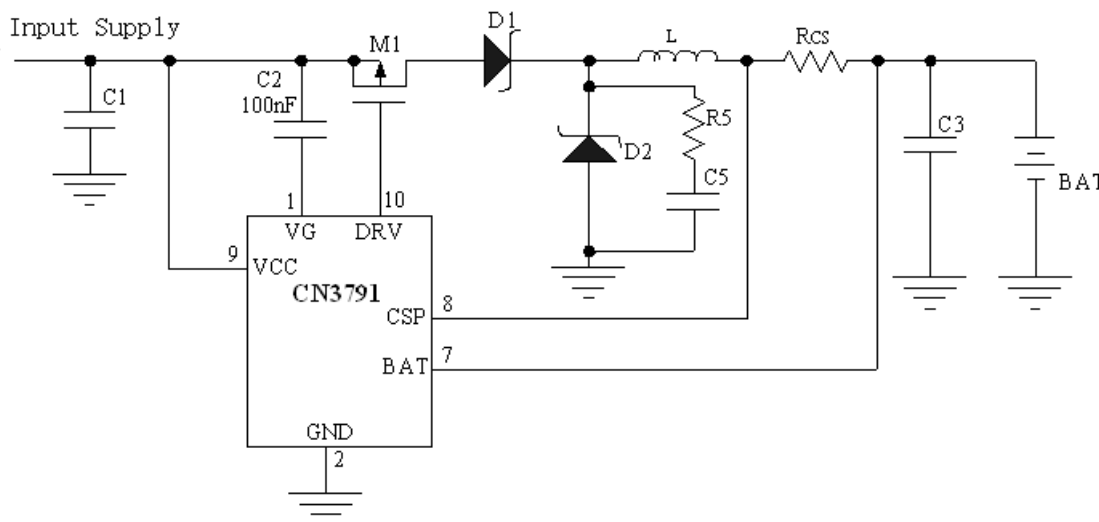 Input Supply
D1
M1
L
Rcs
C2
100nF
C1
R5
D2
C5
C3
BAT
1
10
VG
DRV
9
VCC
CN3791
CSP
8
BAT
7
GND
2